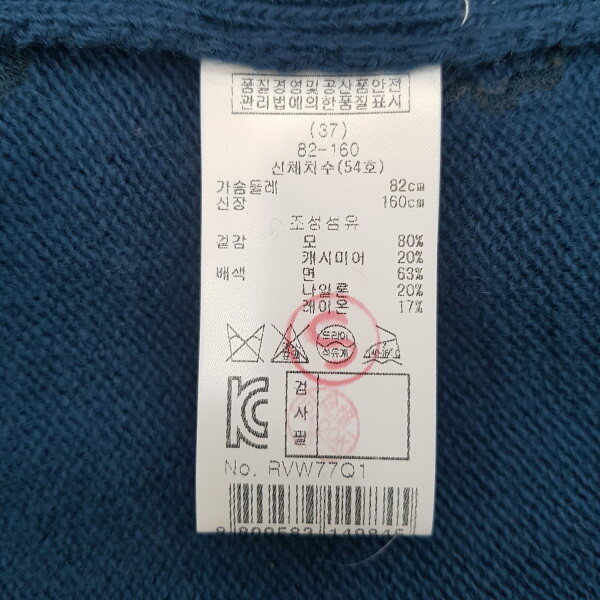 품질경영및공산품안전
관리법에의한품질표시
(37)
82-160
신체치수(54호)
가슴둘레 82cm
신장 160cm
조성섬유
겉감 모 80%
캐시미어 20%
배색 면 63%
나일론 20%
레이온 17%
드라이
석유계
검
사
필
No. RVW77Q1